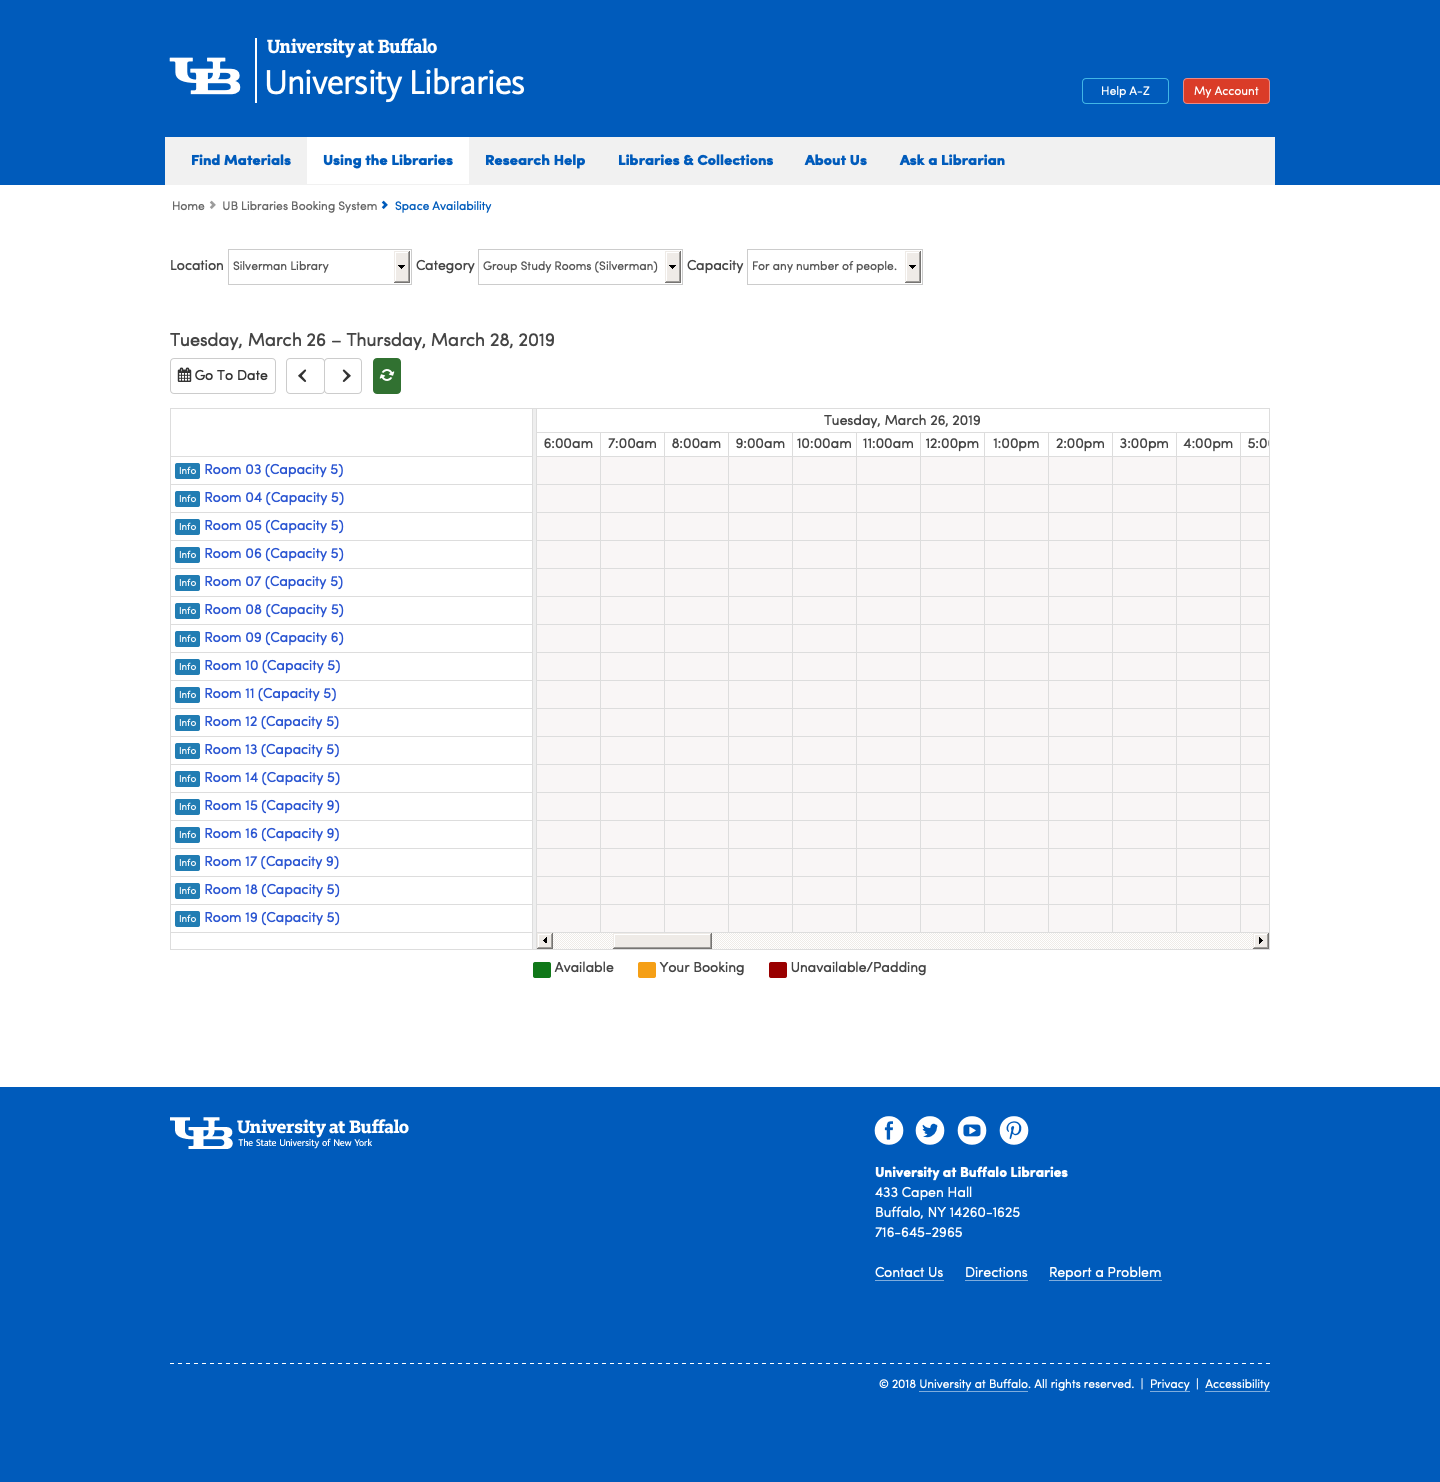 University at Buffalo
UB University Libraries
Help A-Z My Account
Find Materials Using the Libraries Research Help Libraries & Collections About Us Ask a Librarian
Home UB Libraries Booking System Space Availability
Location Silverman Library Category Group Study Rooms (Silverman) Capacity For any number of people.
Tuesday, March 26 – Thursday, March 28, 2019
Go To Date
Tuesday, March 26, 2019
6:00am 7:00am 8:00am 9:00am 10:00am 11:00am 12:00pm 1:00pm 2:00pm 3:00pm 4:00pm
Info Room 03 (Capacity 5)
Info Room 04 (Capacity 5)
Info Room 05 (Capacity 5)
Info Room 06 (Capacity 5)
Info Room 07 (Capacity 5)
Info Room 08 (Capacity 5)
Info Room 09 (Capacity 6)
Info Room 10 (Capacity 5)
Info Room 11 (Capacity 5)
Info Room 12 (Capacity 5)
Info Room 13 (Capacity 5)
Info Room 14 (Capacity 5)
Info Room 15 (Capacity 9)
Info Room 16 (Capacity 9)
Info Room 17 (Capacity 9)
Info Room 18 (Capacity 5)
Info Room 19 (Capacity 5)
Available Your Booking Unavailable/Padding
UB University at Buffalo
The State University of New York
University at Buffalo Libraries
433 Capen Hall
Buffalo, NY 14260-1625
716-645-2965
Contact Us Directions Report a Problem
© 2018 University at Buffalo. All rights reserved. | Privacy | Accessibility